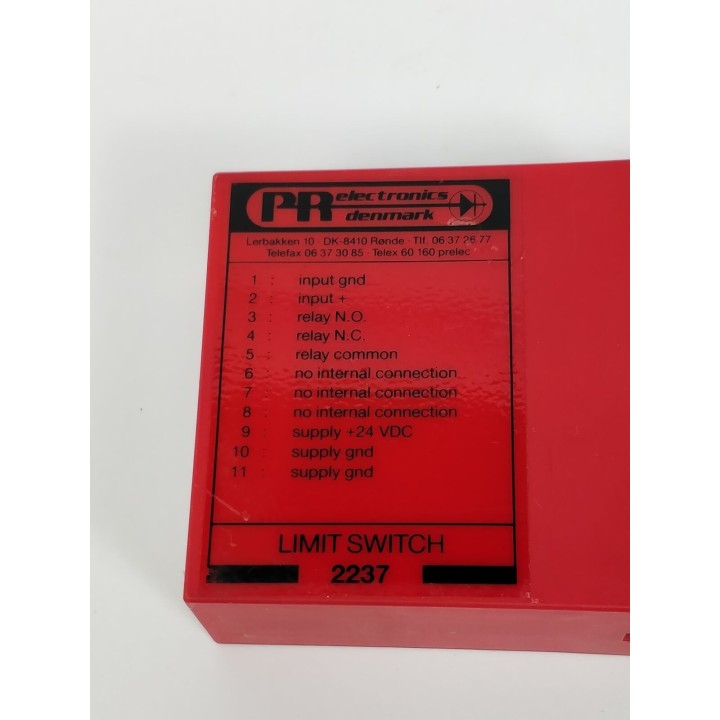 PR electronics
denmark
Lerbakken 10 · DK-8410 Rønde · Tlf. 06 37 26 77
Telefax 06 37 30 85 · Telex 60 160 prelec
1 : input gnd
2 : input +
3 : relay N.O.
4 : relay N.C.
5 : relay common
6 : no internal connection
7 : no internal connection
8 : no internal connection
9 : supply +24 VDC
10 : supply gnd
11 : supply gnd
LIMIT SWITCH
2237